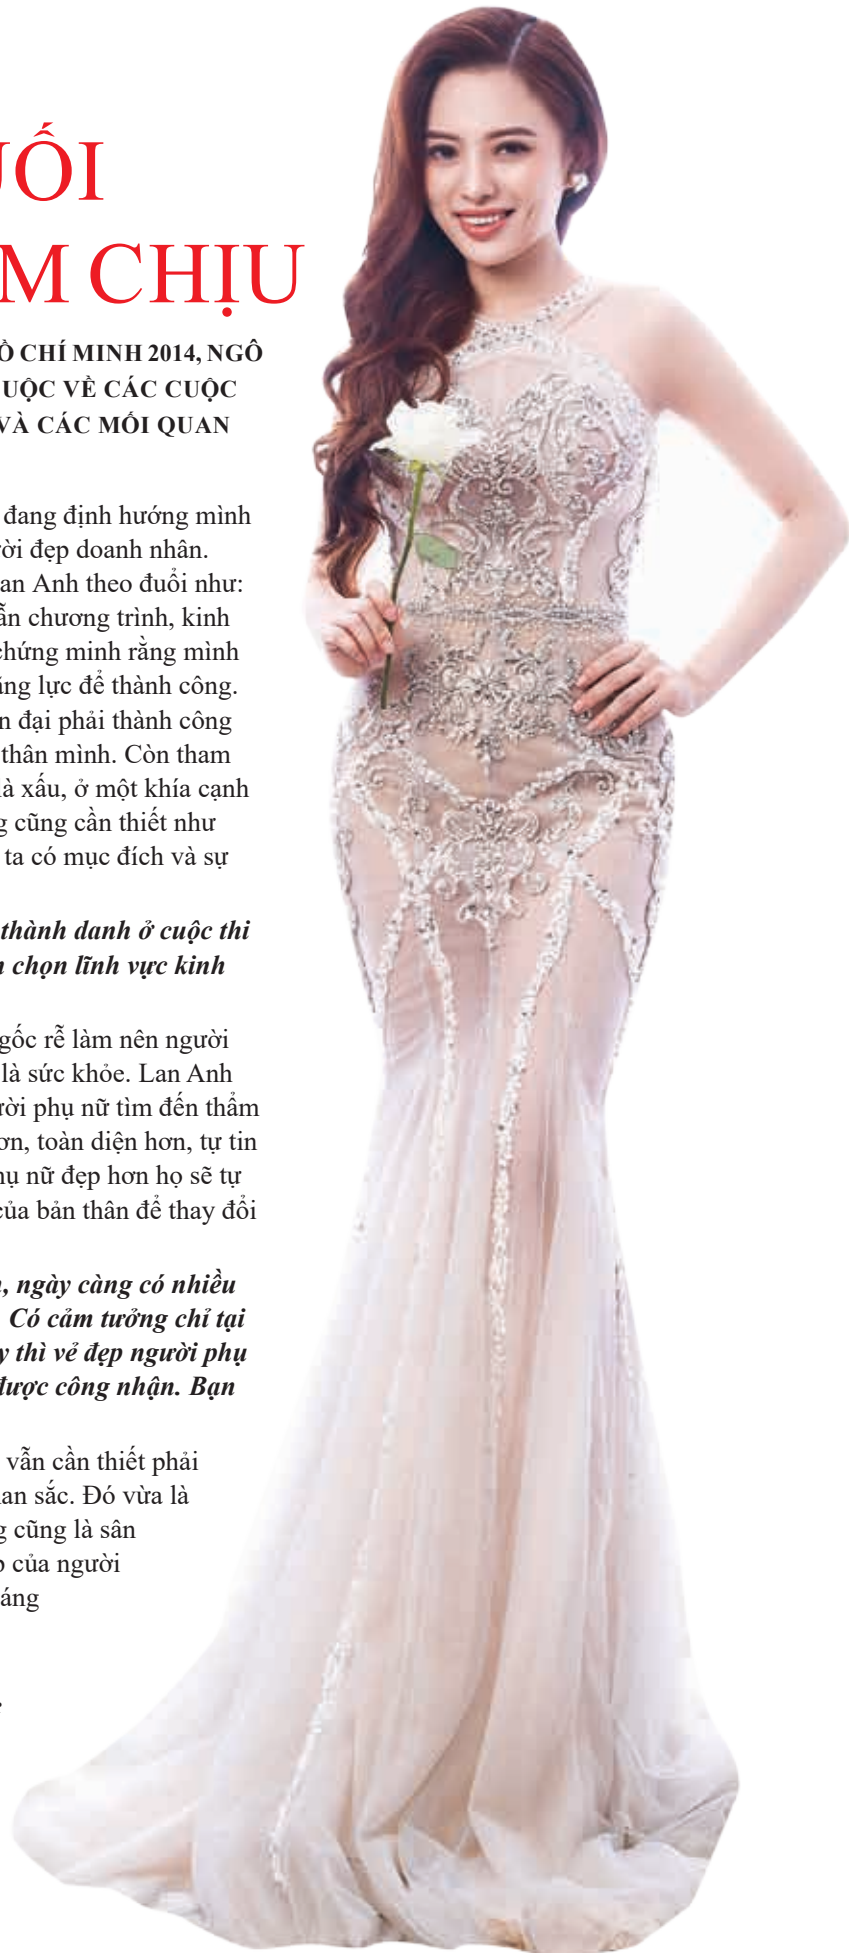 UỐI
M CHỊU
Ồ CHÍ MINH 2014, NGÔ
UỘC VỀ CÁC CUỘC
VÀ CÁC MỐI QUAN
đang định hướng mình
ời đẹp doanh nhân.
an Anh theo đuổi như:
ẫn chương trình, kinh
chứng minh rằng mình
ăng lực để thành công.
n đại phải thành công
thân mình. Còn tham
là xấu, ở một khía cạnh
g cũng cần thiết như
ta có mục đích và sự
thành danh ở cuộc thi
n chọn lĩnh vực kinh
gốc rễ làm nên người
là sức khỏe. Lan Anh
ười phụ nữ tìm đến thẩm
ơn, toàn diện hơn, tự tin
hụ nữ đẹp hơn họ sẽ tự
của bản thân để thay đổi
n, ngày càng có nhiều
Có cảm tưởng chỉ tại
y thì vẻ đẹp người phụ
được công nhận. Bạn
vẫn cần thiết phải
an sắc. Đó vừa là
g cũng là sân
p của người
áng